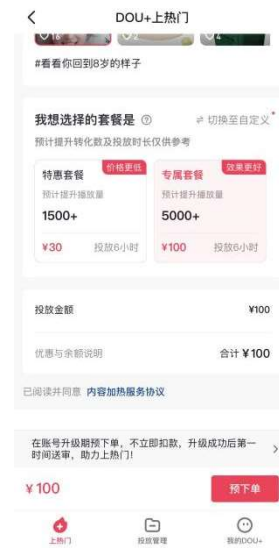 DOU+上热门
16
2
4
#看看你回到8岁的样子
我想选择的套餐是
切换至自定义
预计提升转化数及投放时长仅供参考
价格更低
特惠套餐
预计提升播放量
1500+
¥30 投放6小时
效果更好
专属套餐
预计提升播放量
5000+
¥100 投放6小时
投放金额 ¥100
优惠与余额说明 合计 ¥100
已阅读并同意 内容加热服务协议
在账号升级期预下单，不立即扣款，升级成功后第一
时间送审，助力上热门！
¥100 预下单
上热门 投放管理 我的DOU+